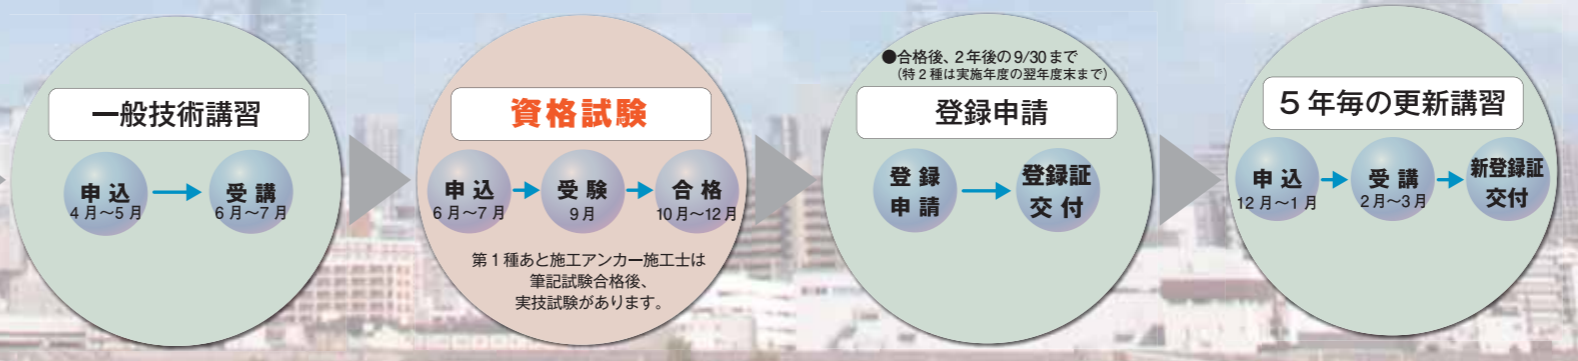 一般技術講習
申込
4月～5月
受講
6月～7月
資格試験
申込
6月～7月
受験
9月
合格
10月～12月
第1種あと施工アンカー施工士は
筆記試験合格後、
実技試験があります。
●合格後、2年後の9/30まで
(特2種は実施年度の翌年度末まで)
登録申請
登録
申請
登録証
交付
5年毎の更新講習
申込
12月～1月
受講
2月～3月
新登録証
交付